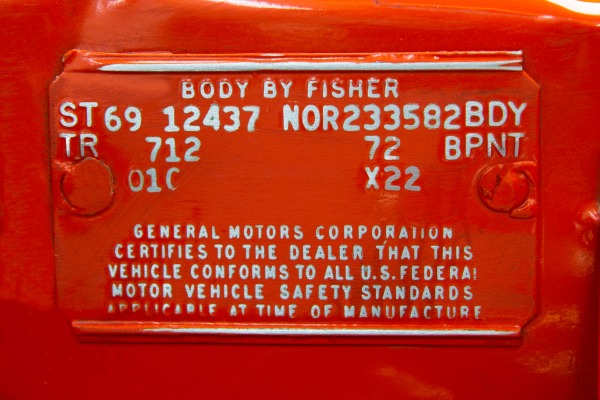 BODY BY FISHER
ST69 12437 NOR233582BDY
TR 712 72 BPNT
01C X22
GENERAL MOTORS CORPORATION
CERTIFIES TO THE DEALER THAT THIS
VEHICLE CONFORMS TO ALL U.S. FEDERAL
MOTOR VEHICLE SAFETY STANDARDS
APPLICABLE AT TIME OF MANUFACTURE